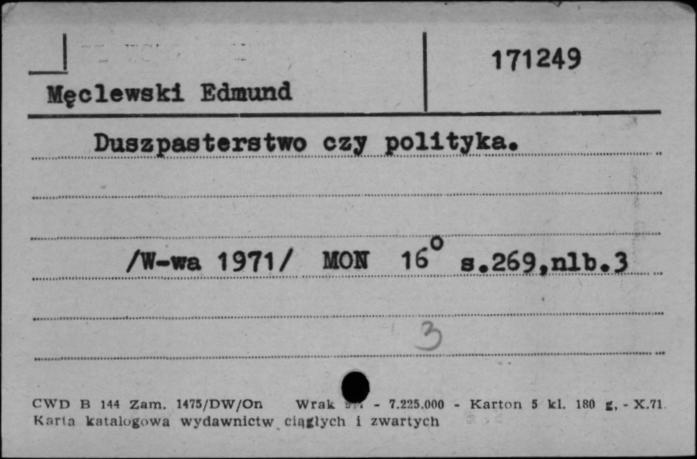 171249
Męclewski Edmund
Duszpasterstwo czy polityka.
/W-wa 1971/ MON 16° s.269,nlb.3
3
CWD B 144 Zam. 1475/DW/On Wrak - 7.225.000 - Karton 5 kl. 180 g, - X.71
Karta katalogowa wydawnictw ciągłych i zwartych